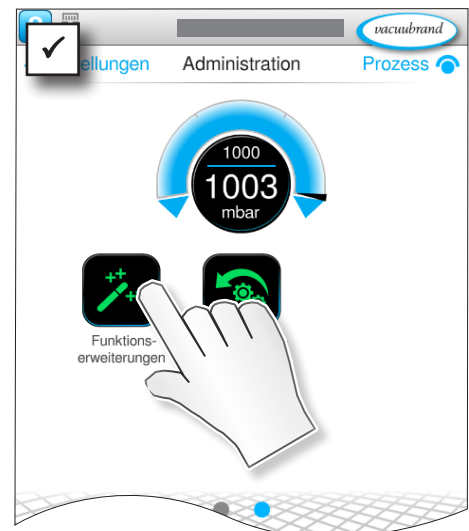 vacuubrand
ellungen Administration Prozess
1000
1003
mbar
Funktions-
erweiterungen